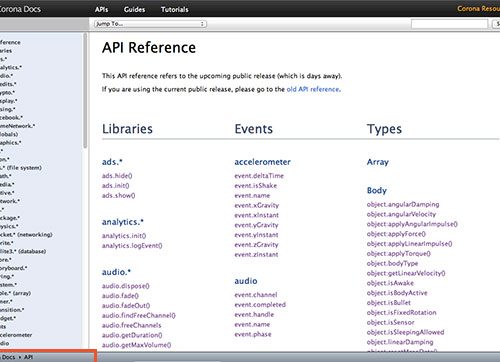 Corona Docs APIs Guides Tutorials Corona Resou
Jump To...
API Reference
This API reference refers to the upcoming public release (which is days away).
If you are using the current public release, please go to the old API reference.
Libraries
ads.*
ads.hide()
ads.init()
ads.show()
analytics.*
analytics.init()
analytics.logEvent()
audio.*
audio.dispose()
audio.fade()
audio.fadeOut()
audio.findFreeChannel()
audio.freeChannels
audio.getDuration()
audio.getMaxVolume()
Events
accelerometer
event.deltaTime
event.isShake
event.name
event.xGravity
event.xInstant
event.yGravity
event.yInstant
event.zGravity
event.zInstant
audio
event.channel
event.completed
event.handle
event.name
event.phase
Types
Array
Body
object.angularDamping
object.angularVelocity
object.applyAngularImpulse()
object.applyForce()
object.applyLinearImpulse()
object.applyTorque()
object.bodyType
object.getLinearVelocity()
object.isAwake
object.isBodyActive
object.isBullet
object.isFixedRotation
object.isSensor
object.isSleepingAllowed
object.linearDamping
object.resetMassData()
eference
aries
s.*
alytics.*
dio.*
edits.*
ypto.*
splay.*
sing.*
cebook.*
meNetwork.*
lobals)
aphics.*
s.* (file system)
ath.*
edia.*
tive.*
twork.*
s.*
ckage.*
ysics.*
cket.* (networking)
rite.*
lite3.* (database)
ore.*
oryboard.*
ring.*
stem.*
ble.* (array)
mer.*
nsition.*
dget.*
nts
celerometer
udio
Docs ▸ API